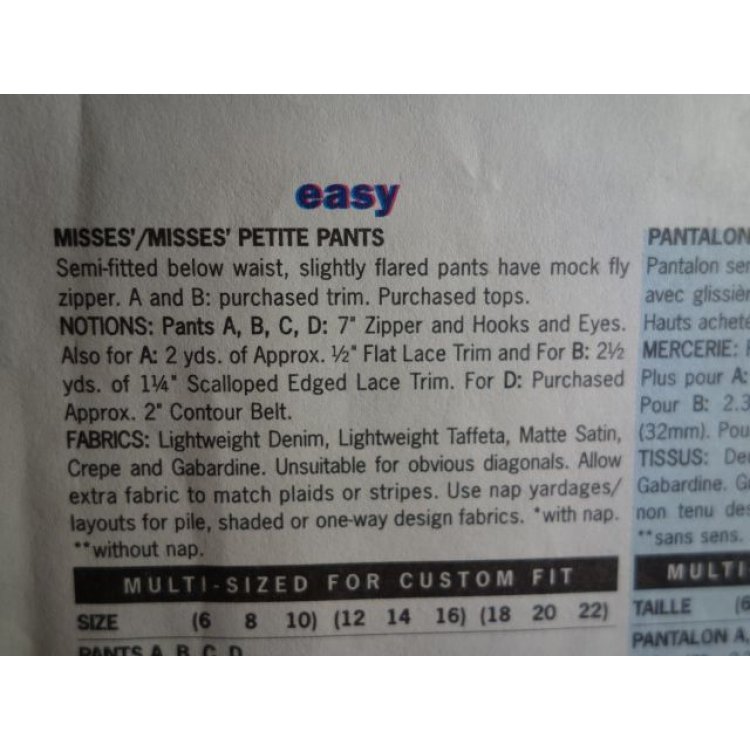 easy
MISSES'/MISSES' PETITE PANTS
Semi-fitted below waist, slightly flared pants have mock fly
zipper. A and B: purchased trim. Purchased tops.
NOTIONS: Pants A, B, C, D: 7" Zipper and Hooks and Eyes.
Also for A: 2 yds. of Approx. ½" Flat Lace Trim and For B: 2½
yds. of 1¼" Scalloped Edged Lace Trim. For D: Purchased
Approx. 2" Contour Belt.
FABRICS: Lightweight Denim, Lightweight Taffeta, Matte Satin,
Crepe and Gabardine. Unsuitable for obvious diagonals. Allow
extra fabric to match plaids or stripes. Use nap yardages/
layouts for pile, shaded or one-way design fabrics. *with nap.
**without nap.
MULTI-SIZED FOR CUSTOM FIT
SIZE (6 8 10) (12 14 16) (18 20 22)
PANTS A, B, C, D
PANTALON
Pantalon
avec
Hauts
MERCERIE:
Plus pour A:
Pour B: 2.3
(32mm).
TISSUS:
Gabardine.
non tenu
**sans sens.
MULTI
TAILLE (6
PANTALON A,